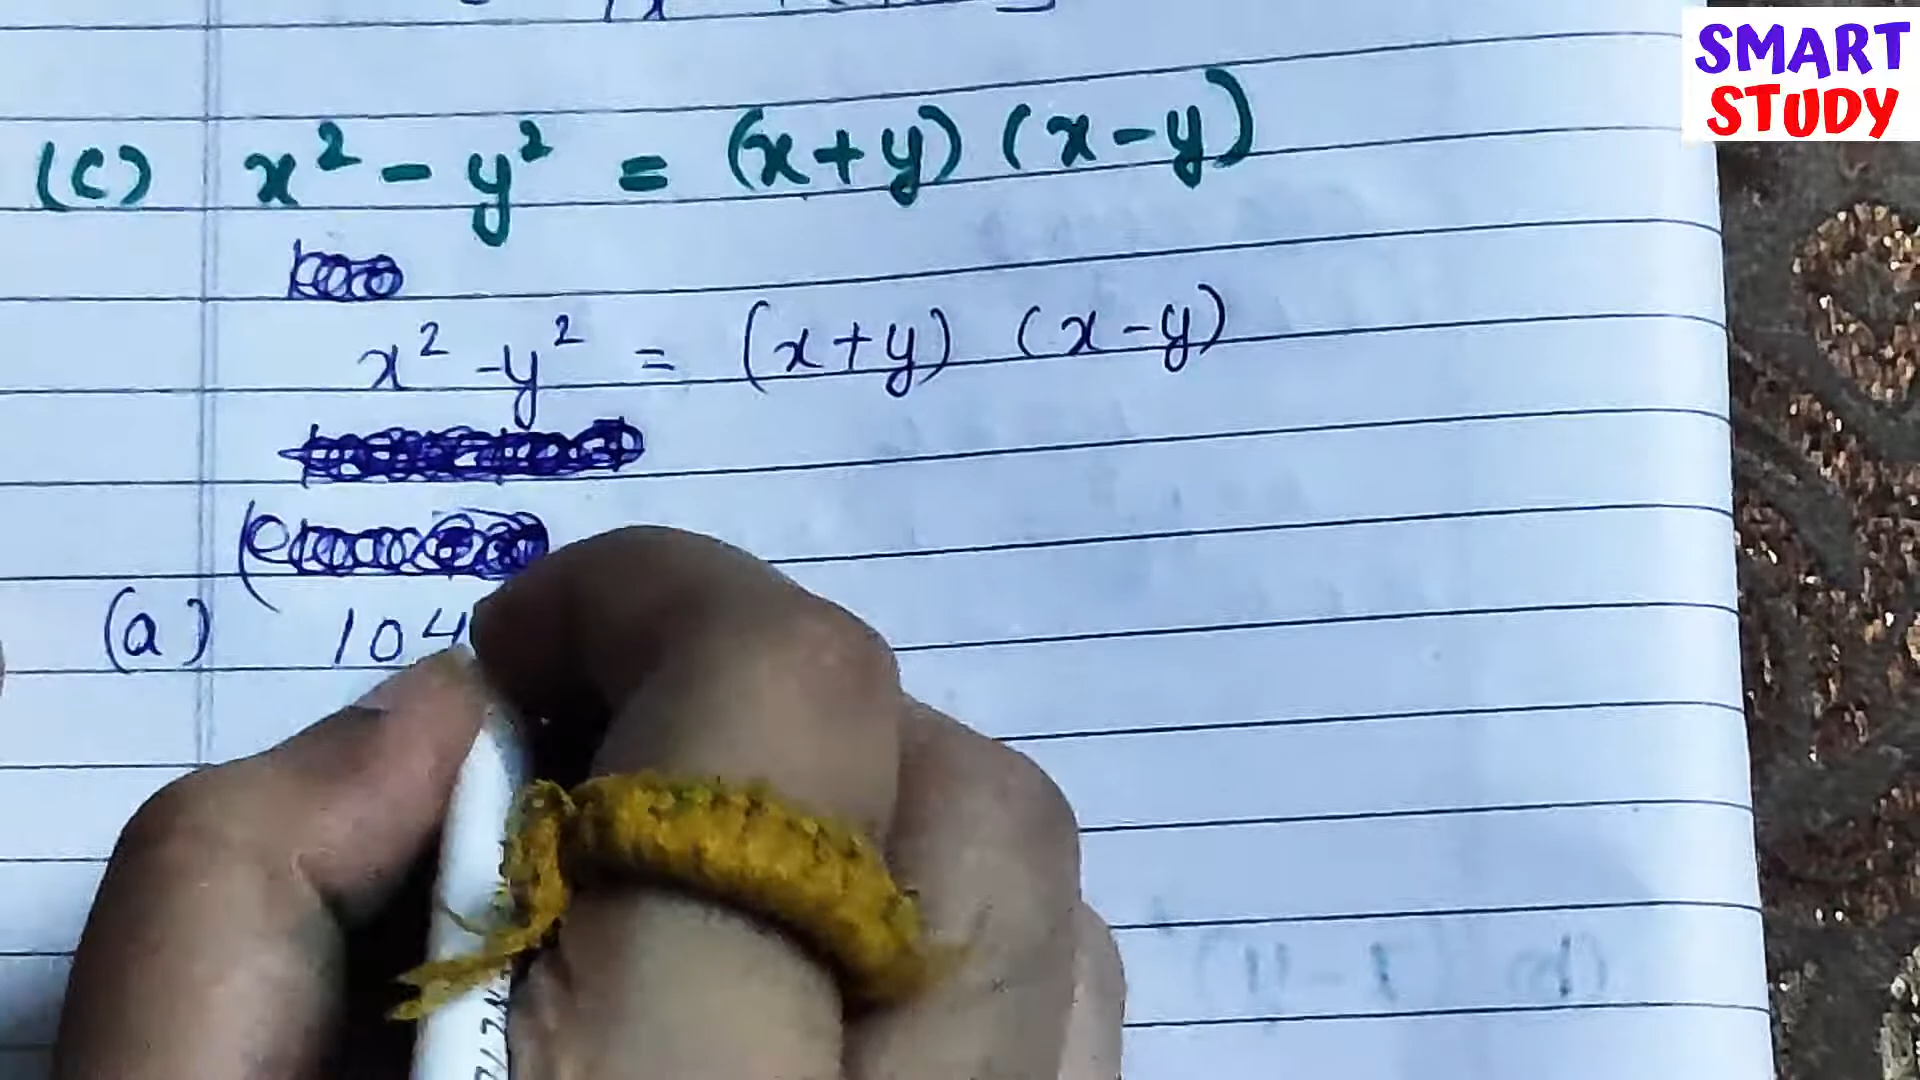 SMART
STUDY
(c) x² - y² = (x+y) (x-y)
x² - y² = (x+y) (x-y)
(a) 104